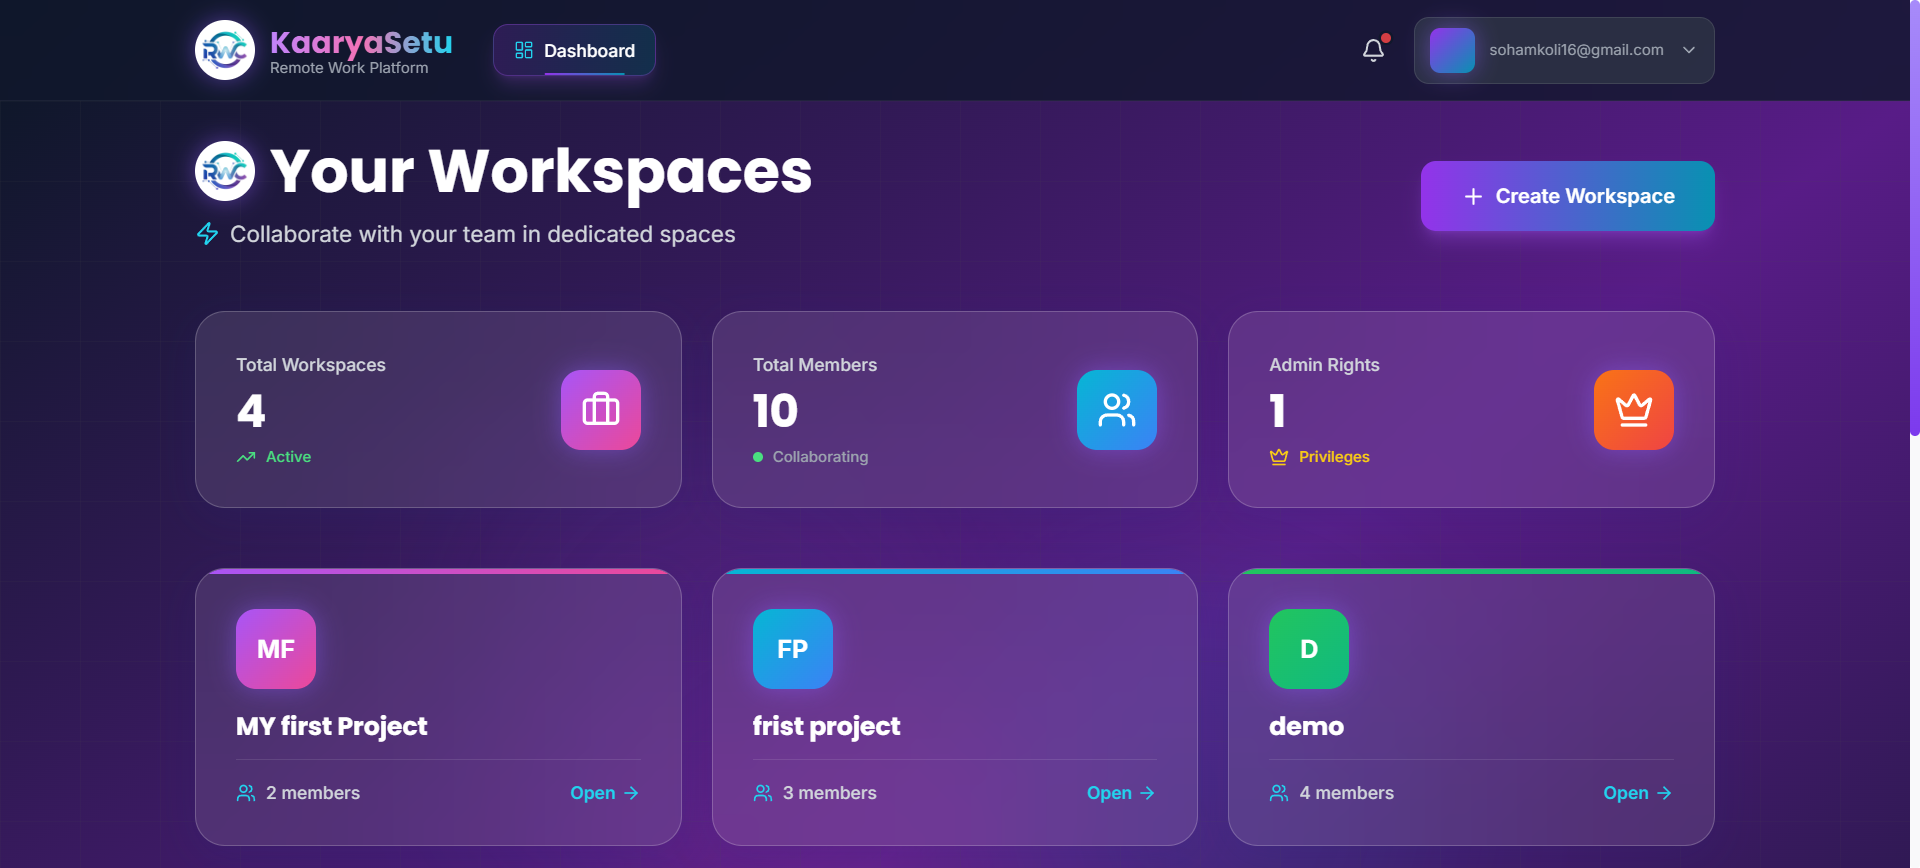 RWC
KaaryaSetu
Remote Work Platform
Dashboard
sohamkoli16@gmail.com
RWC
Your Workspaces
Collaborate with your team in dedicated spaces
Create Workspace
Total Workspaces
4
Active
Total Members
10
Collaborating
Admin Rights
1
Privileges
MF
MY first Project
2 members
Open
FP
frist project
3 members
Open
D
demo
4 members
Open